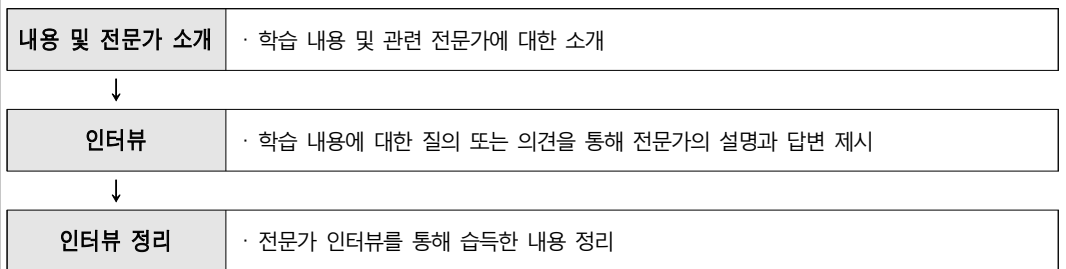 내용 및 전문가 소개 · 학습 내용 및 관련 전문가에 대한 소개
↓
인터뷰 · 학습 내용에 대한 질의 또는 의견을 통해 전문가의 설명과 답변 제시
↓
인터뷰 정리 · 전문가 인터뷰를 통해 습득한 내용 정리